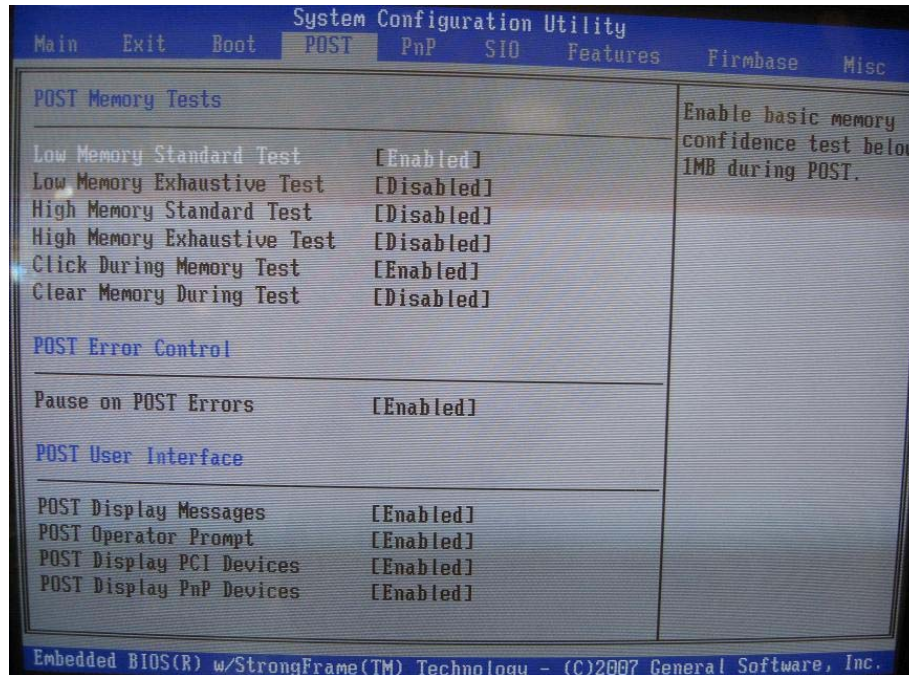 System Configuration Utility
Main Exit Boot POST PnP SIO Features Firmbase Misc
POST Memory Tests
Low Memory Standard Test [Enabled]
Low Memory Exhaustive Test [Disabled]
High Memory Standard Test [Disabled]
High Memory Exhaustive Test [Disabled]
Click During Memory Test [Enabled]
Clear Memory During Test [Disabled]
POST Error Control
Pause on POST Errors [Enabled]
POST User Interface
POST Display Messages [Enabled]
POST Operator Prompt [Enabled]
POST Display PCI Devices [Enabled]
POST Display PnP Devices [Enabled]
Enable basic memory
confidence test belo
1MB during POST.
Embedded BIOS(R) w/StrongFrame(TM) Technology - (C)2007 General Software, Inc.